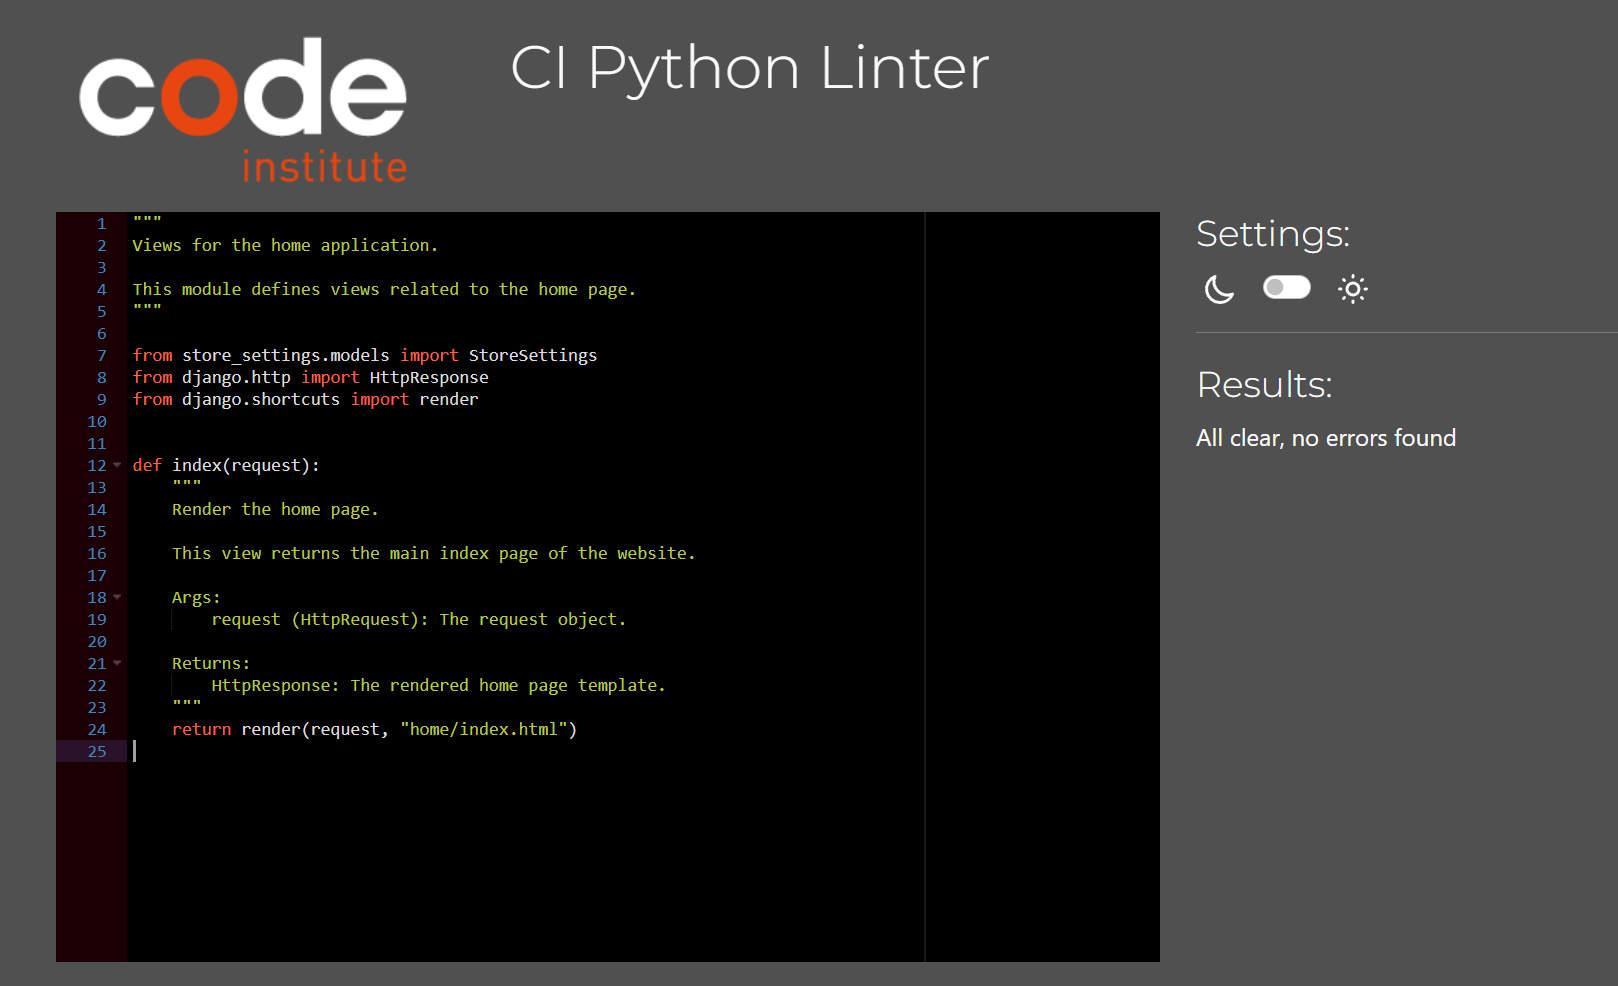 code
institute
CI Python Linter
1 """
2 Views for the home application.
3
4 This module defines views related to the home page.
5 """
6
7 from store_settings.models import StoreSettings
8 from django.http import HttpResponse
9 from django.shortcuts import render
10
11
12 def index(request):
13     """
14     Render the home page.
15
16     This view returns the main index page of the website.
17
18     Args:
19         request (HttpRequest): The request object.
20
21     Returns:
22         HttpResponse: The rendered home page template.
23     """
24     return render(request, "home/index.html")
25
Settings:
Results:
All clear, no errors found